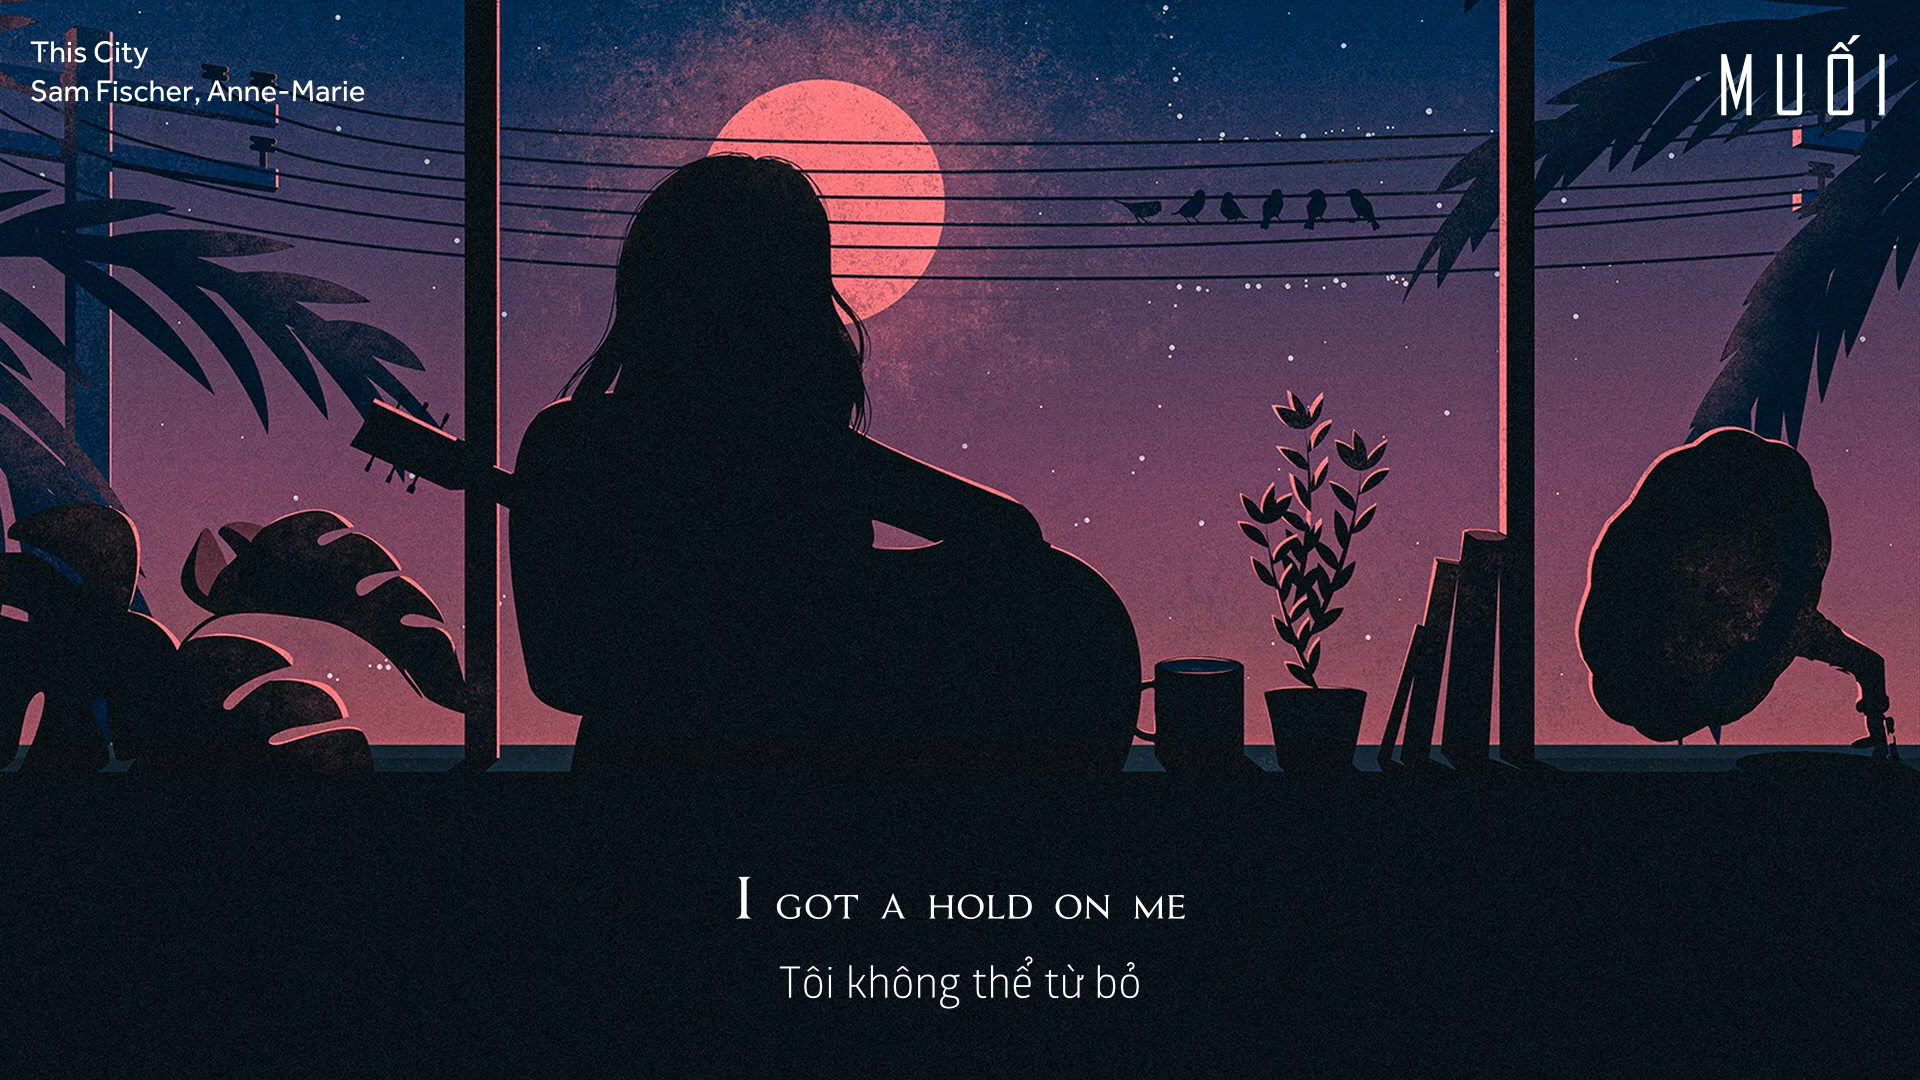 This City
Sam Fischer, Anne-Marie
MUỐI
I GOT A HOLD ON ME
Tôi không thể từ bỏ